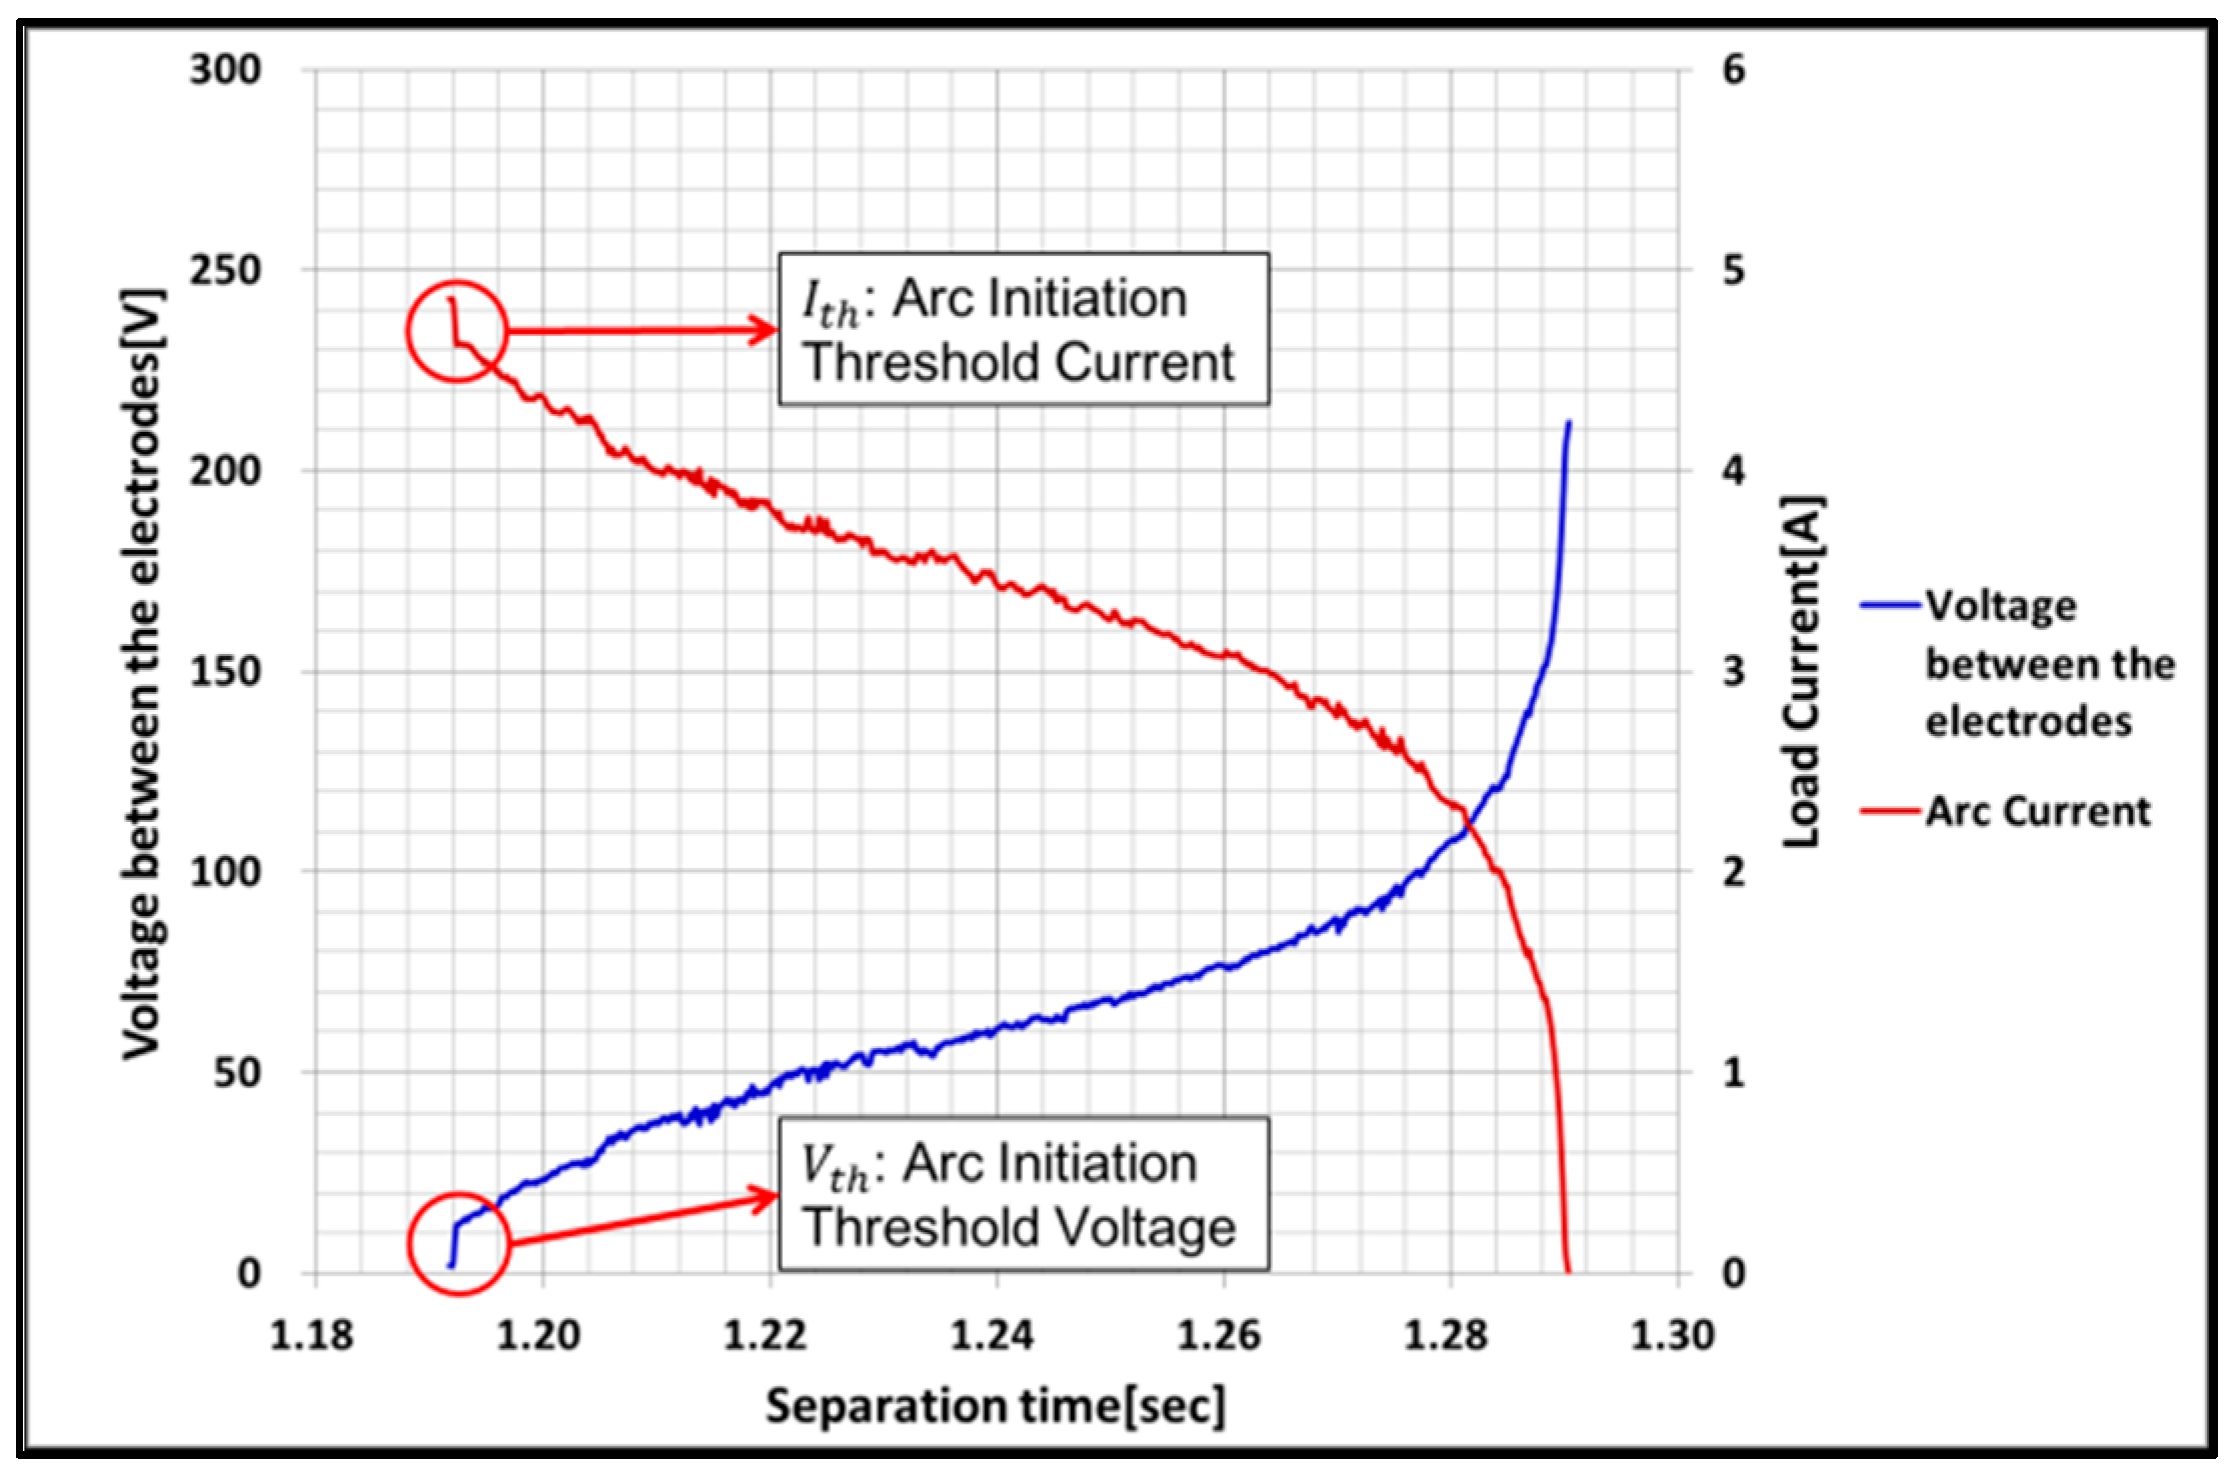 300
250
200
150
100
50
0
Voltage between the electrodes[V]
I_th: Arc Initiation
Threshold Current
V_th: Arc Initiation
Threshold Voltage
6
5
4
3
2
1
0
Load Current[A]
Voltage
between the
electrodes
Arc Current
1.18 1.20 1.22 1.24 1.26 1.28 1.30
Separation time[sec]